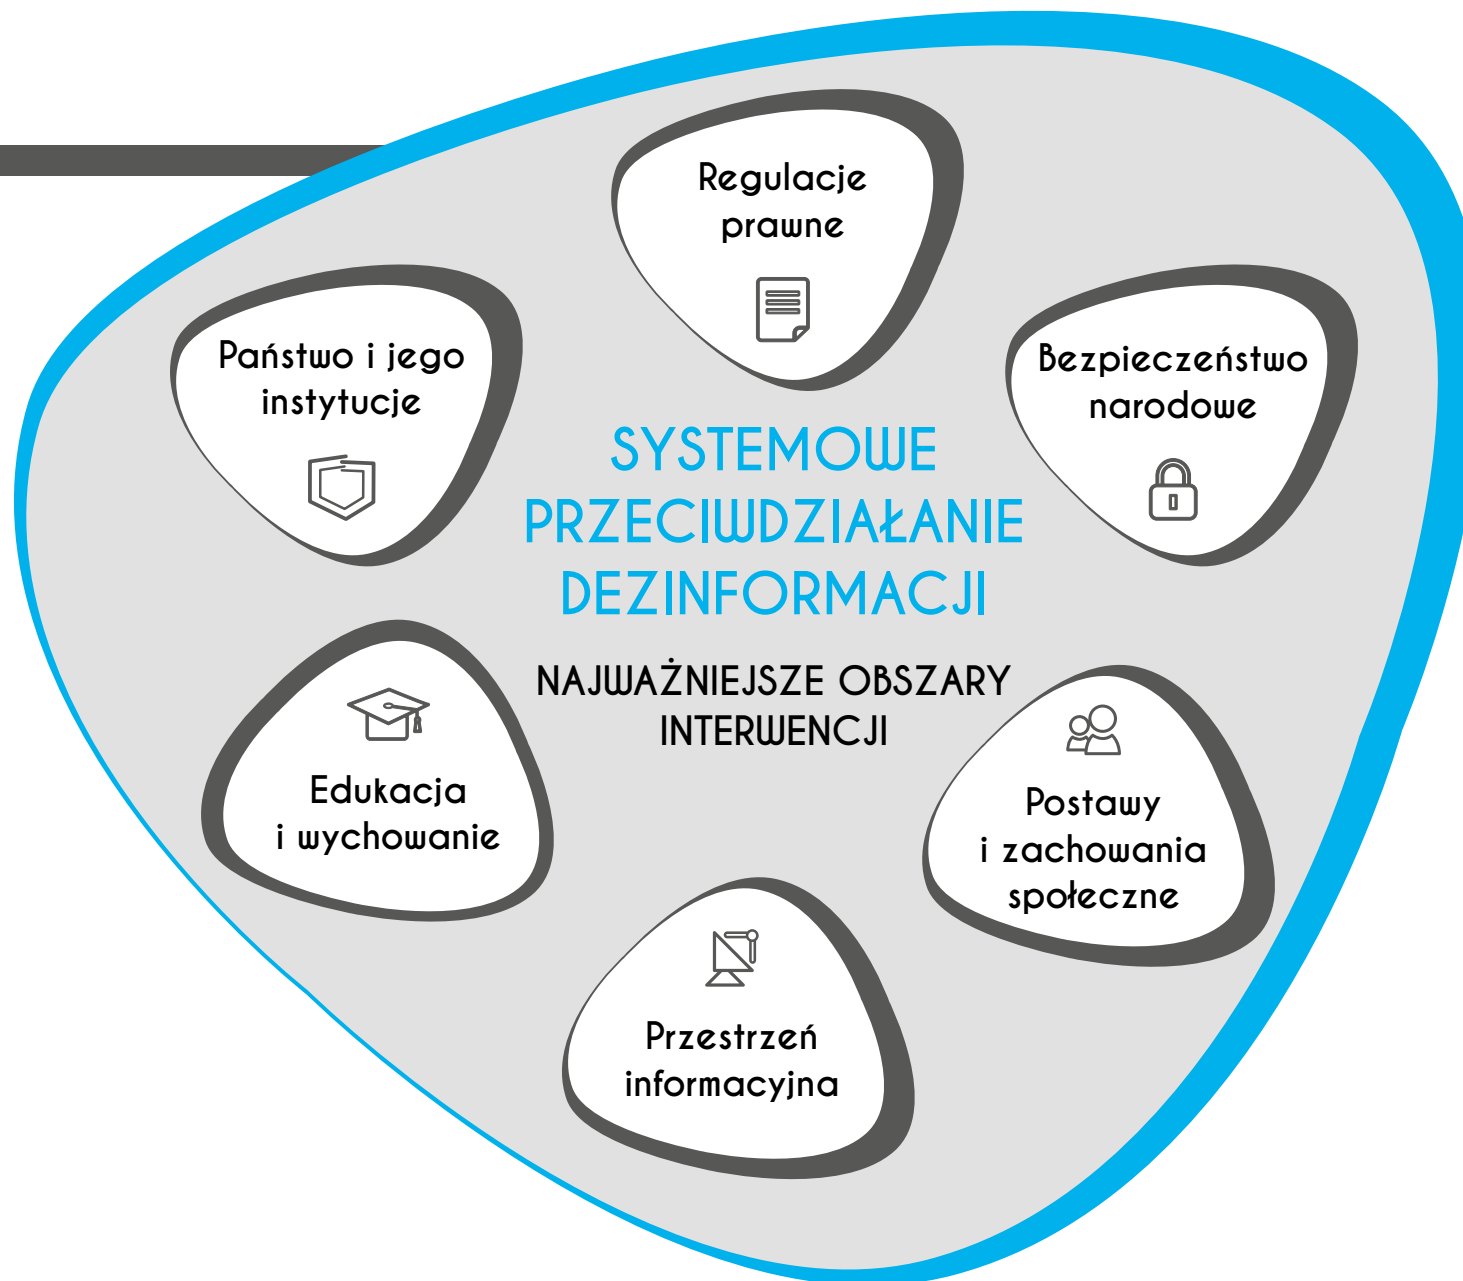 Regulacje
prawne
Państwo i jego
instytucje
Bezpieczeństwo
narodowe
SYSTEMOWE
PRZECIWDZIAŁANIE
DEZINFORMACJI
NAJWAŻNIEJSZE OBSZARY
INTERWENCJI
Edukacja
i wychowanie
Postawy
i zachowania
społeczne
Przestrzeń
informacyjna